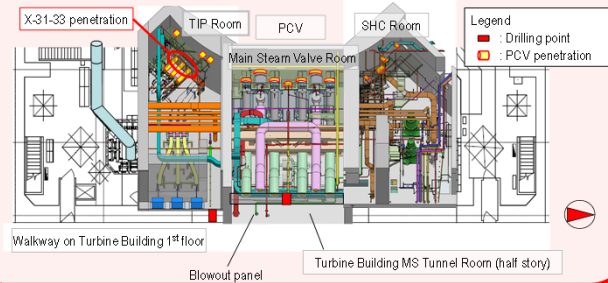 X-31-33 penetration
TIP Room
PCV
SHC Room
Legend
: Drilling point
: PCV penetration
Main Steam Valve Room
Walkway on Turbine Building 1st floor
Turbine Building MS Tunnel Room (half story)
Blowout panel